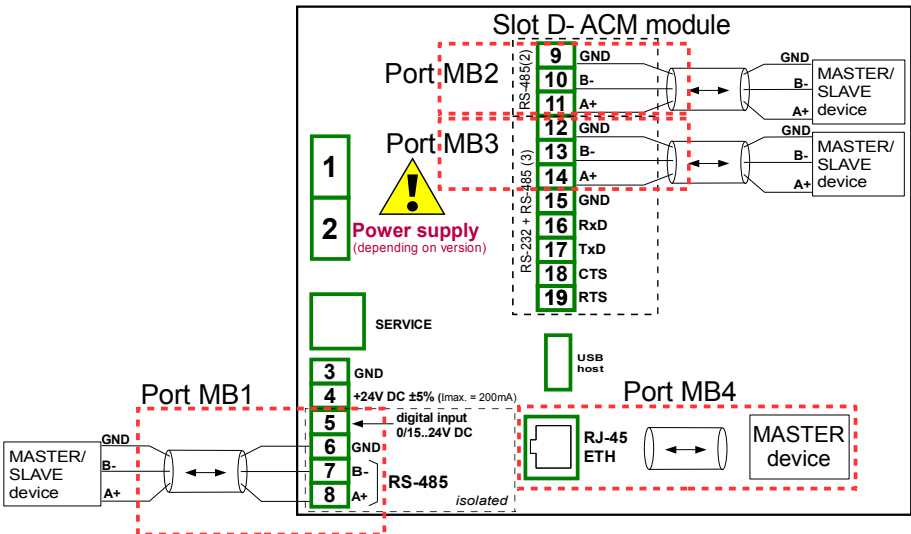 Slot D- ACM module
Port MB2
RS-485(2)
9 GND
10 B-
11 A+
GND
B-
A+
MASTER/
SLAVE
device
Port MB3
RS-232 + RS-485 (3)
12 GND
13 B-
14 A+
15 GND
16 RxD
17 TxD
18 CTS
19 RTS
GND
B-
A+
MASTER/
SLAVE
device
1
2
!
Power supply
(depending on version)
SERVICE
USB
host
3 GND
4 +24V DC ±5% (Imax. = 200mA)
5 digital input
0/15..24V DC
6 GND
7 B-
8 A+
RS-485
isolated
Port MB1
GND
B-
A+
MASTER/
SLAVE
device
Port MB4
RJ-45
ETH
MASTER
device